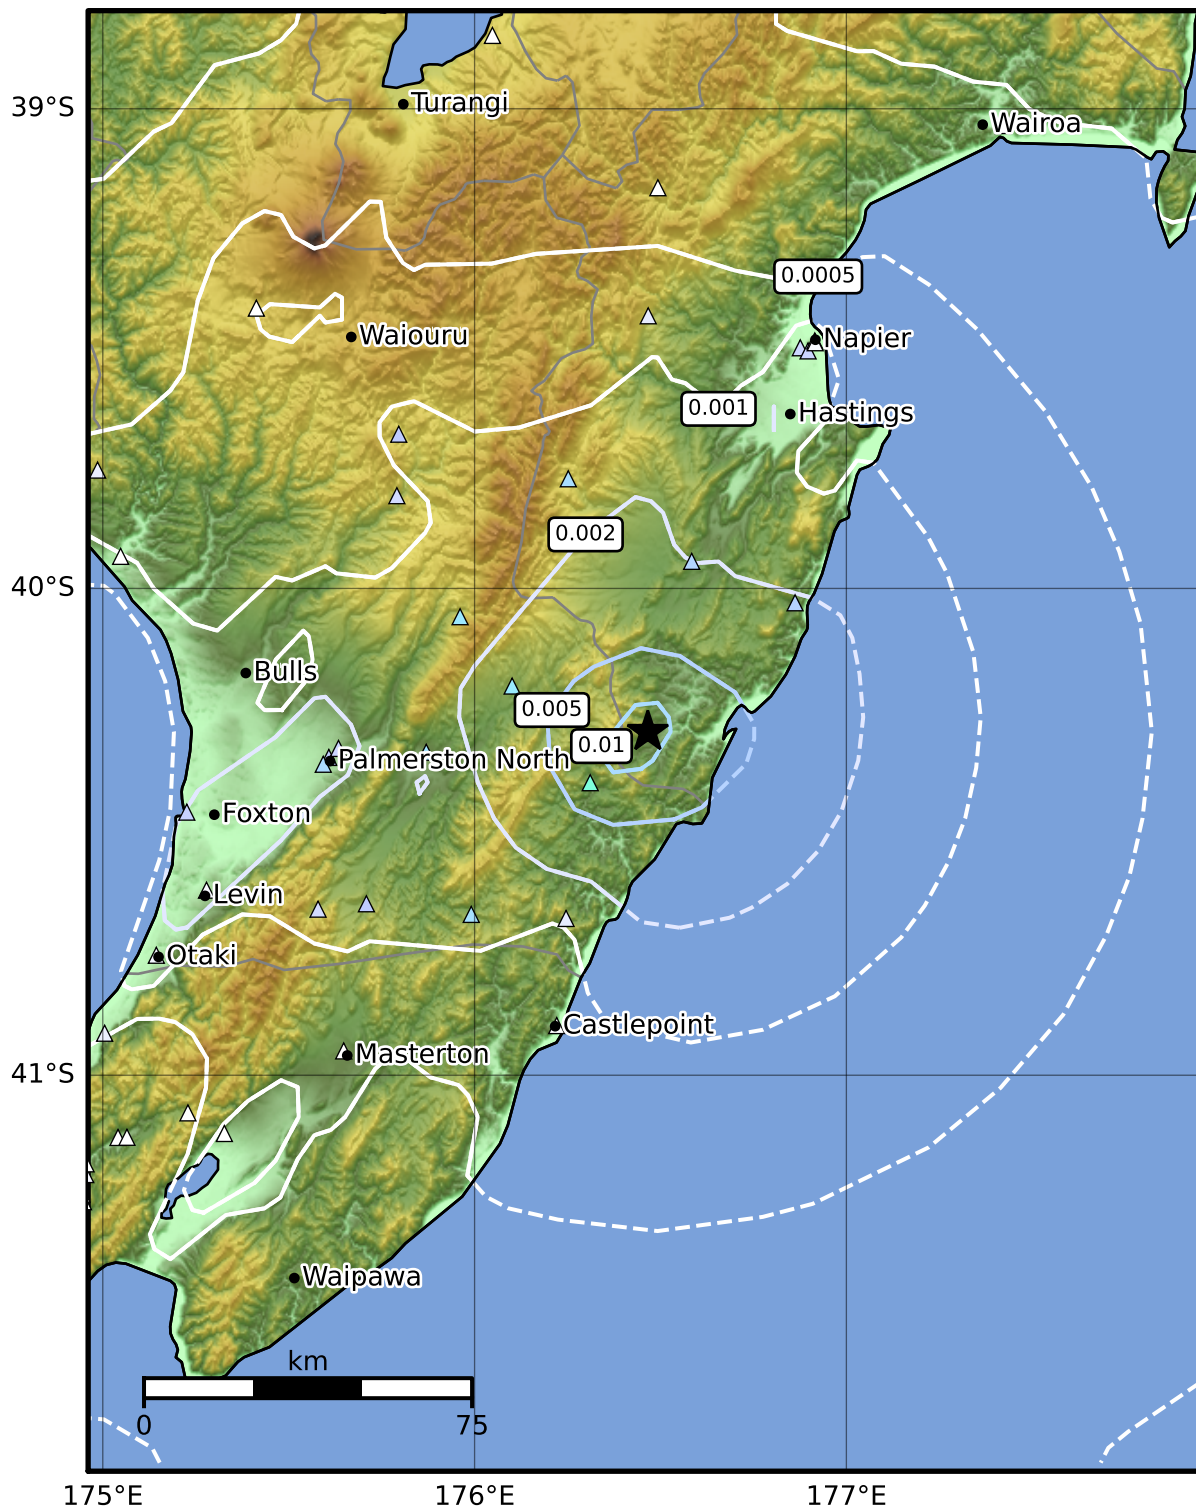 39°S
Turangi
Wairoa
0.0005
Waiouru
Napier
0.001
Hastings
0.002
40°S
Bulls
0.005
0.01
Palmerston North
Foxton
Levin
Otaki
Castlepoint
Masterton
41°S
Waipawa
km
0 75
175°E 176°E 177°E